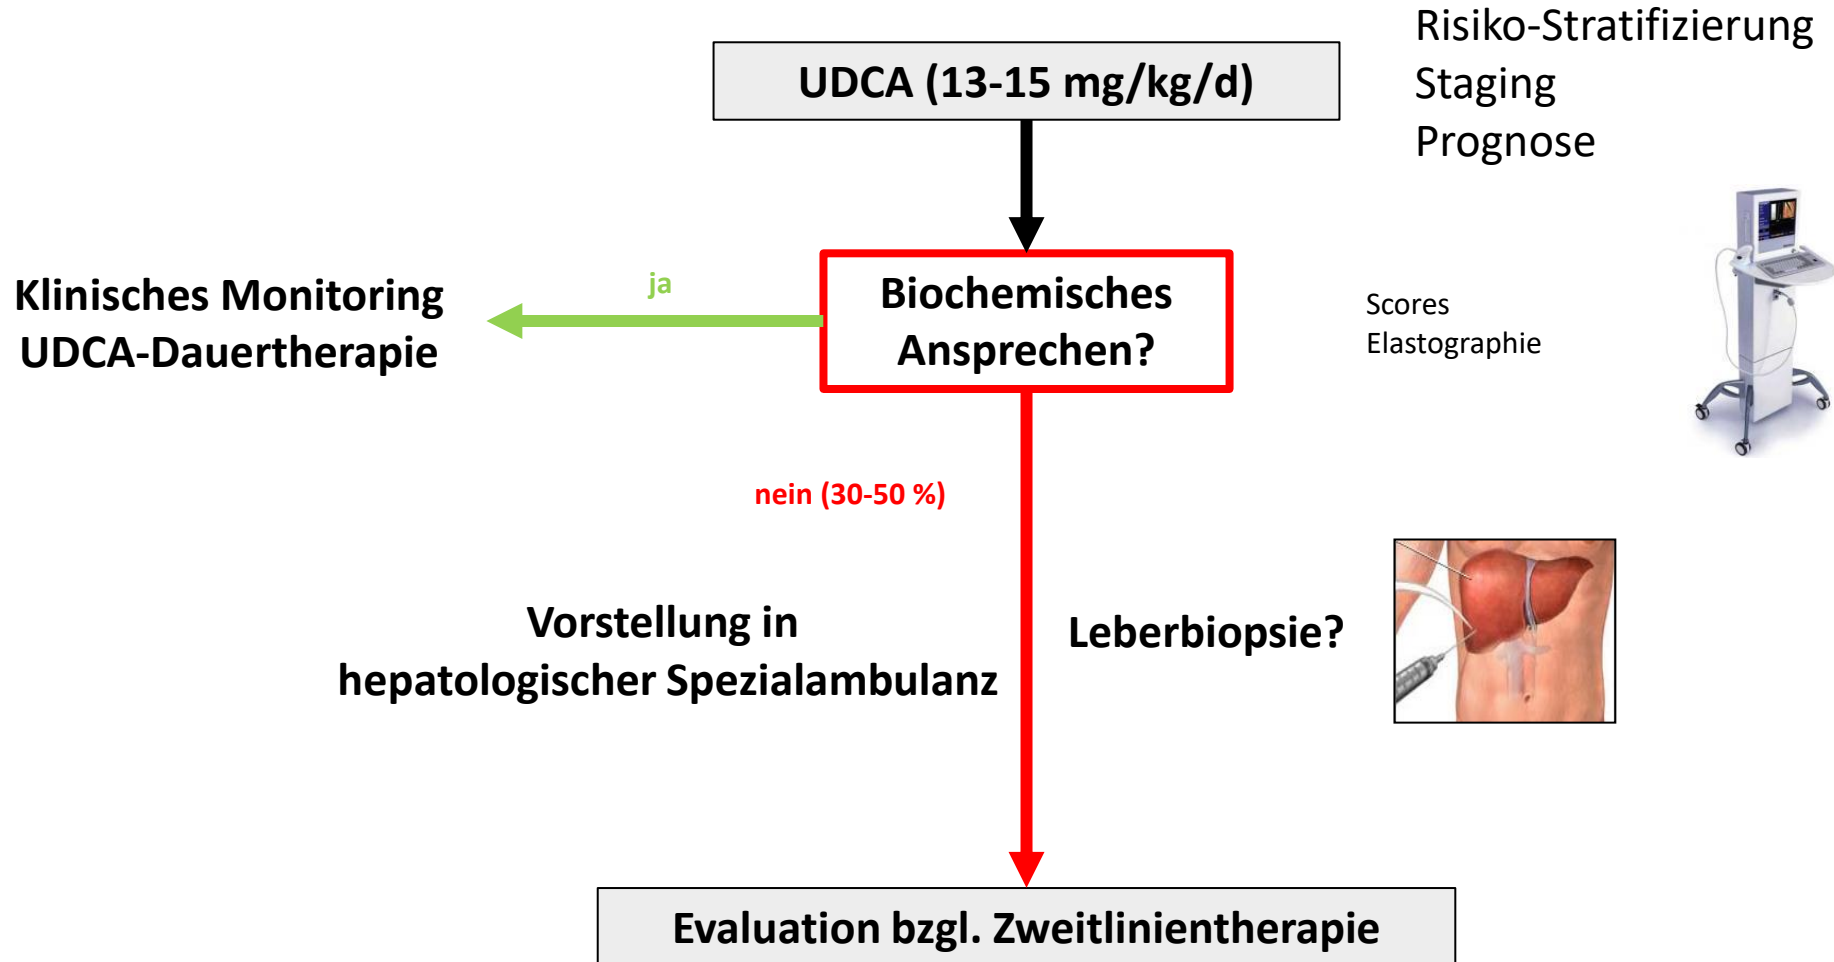 Risiko-Stratifizierung
Staging
Prognose
UDCA (13-15 mg/kg/d)
Klinisches Monitoring
UDCA-Dauertherapie
ja
Biochemisches
Ansprechen?
Scores
Elastographie
nein (30-50 %)
Vorstellung in
hepatologischer Spezialambulanz
Leberbiopsie?
Evaluation bzgl. Zweitlinientherapie